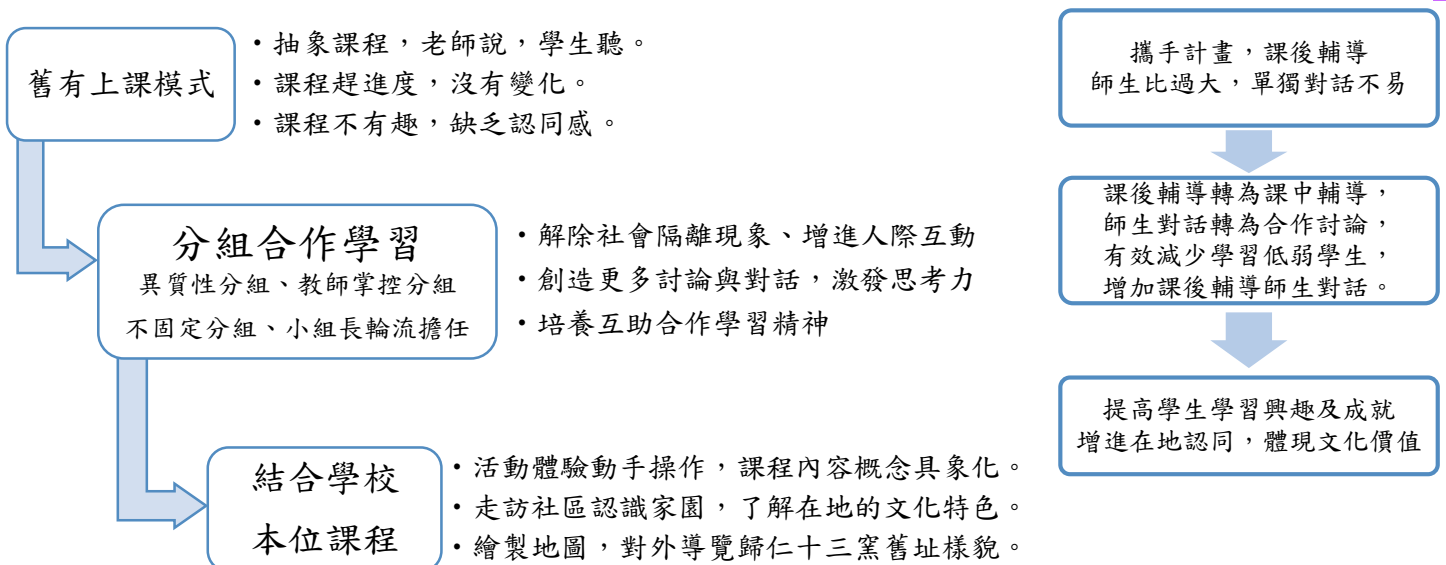 舊有上課模式
・抽象課程，老師說，學生聽。
・課程趕進度，沒有變化。
・課程不有趣，缺乏認同感。
分組合作學習
異質性分組、教師掌控分組
不固定分組、小組長輪流擔任
・解除社會隔離現象、增進人際互動
・創造更多討論與對話，激發思考力
・培養互助合作學習精神
結合學校
本位課程
・活動體驗動手操作，課程內容概念具象化。
・走訪社區認識家園，了解在地的文化特色。
・繪製地圖，對外導覽歸仁十三窯舊址樣貌。
攜手計畫，課後輔導
師生比過大，單獨對話不易
課後輔導轉為課中輔導，
師生對話轉為合作討論，
有效減少學習低弱學生，
增加課後輔導師生對話。
提高學生學習興趣及成就
增進在地認同，體現文化價值